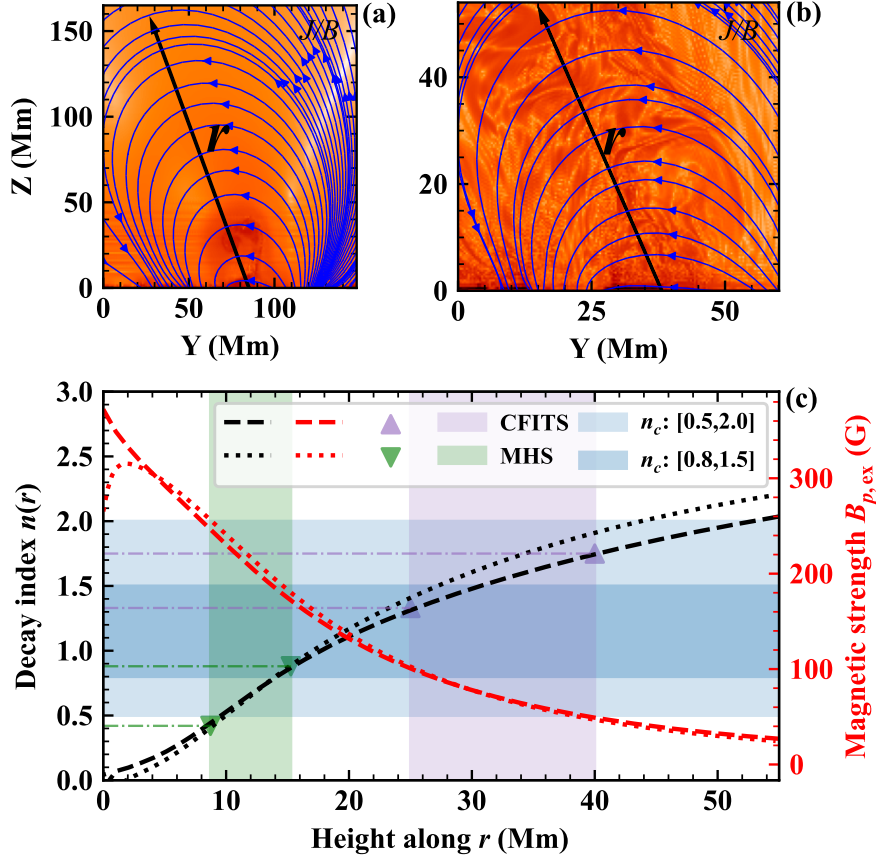 (a)
J/B
r
Z (Mm)
150
100
50
0
0 50 100
Y (Mm)
(b)
J/B
r
40
20
0
0 25 50
Y (Mm)
(c)
Decay index n(r)
3.0
2.5
2.0
1.5
1.0
0.5
0.0
CFITS
MHS
n_c: [0.5,2.0]
n_c: [0.8,1.5]
0 10 20 30 40 50
Height along r (Mm)
300
200
100
0
Magnetic strength B_{p,ex} (G)